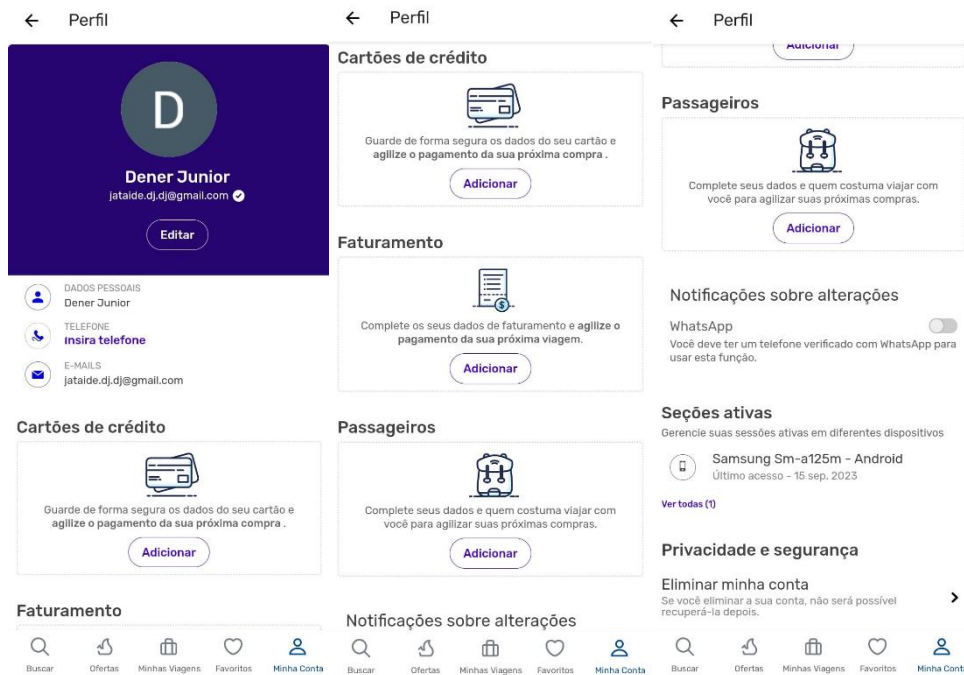 Perfil
D
Dener Junior
jataide.dj.dj@gmail.com
Editar
DADOS PESSOAIS
Dener Junior
TELEFONE
insira telefone
E-MAILS
jataide.dj.dj@gmail.com
Cartões de crédito
Guarde de forma segura os dados do seu cartão e
agilize o pagamento da sua próxima compra .
Adicionar
Faturamento
Buscar
Ofertas
Minhas Viagens
Favoritos
Minha Conta
Perfil
Cartões de crédito
Guarde de forma segura os dados do seu cartão e
agilize o pagamento da sua próxima compra .
Adicionar
Faturamento
$
Complete os seus dados de faturamento e agilize o
pagamento da sua próxima viagem.
Adicionar
Passageiros
Complete seus dados e quem costuma viajar com
você para agilizar suas próximas compras.
Adicionar
Notificações sobre alterações
Buscar
Ofertas
Minhas Viagens
Favoritos
Minha Conta
Perfil
Adicionar
Passageiros
Complete seus dados e quem costuma viajar com
você para agilizar suas próximas compras.
Adicionar
Notificações sobre alterações
WhatsApp
Você deve ter um telefone verificado com WhatsApp para
usar esta função.
Seções ativas
Gerencie suas sessões ativas em diferentes dispositivos
Samsung Sm-a125m - Android
Último acesso - 15 sep. 2023
Ver todas (1)
Privacidade e segurança
Eliminar minha conta
Se você eliminar a sua conta, não será possível
recuperá-la depois.
Buscar
Ofertas
Minhas Viagens
Favoritos
Minha Cont